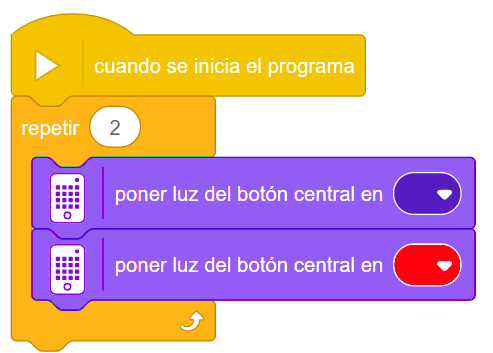 cuando se inicia el programa
repetir 2
poner luz del botón central en
poner luz del botón central en